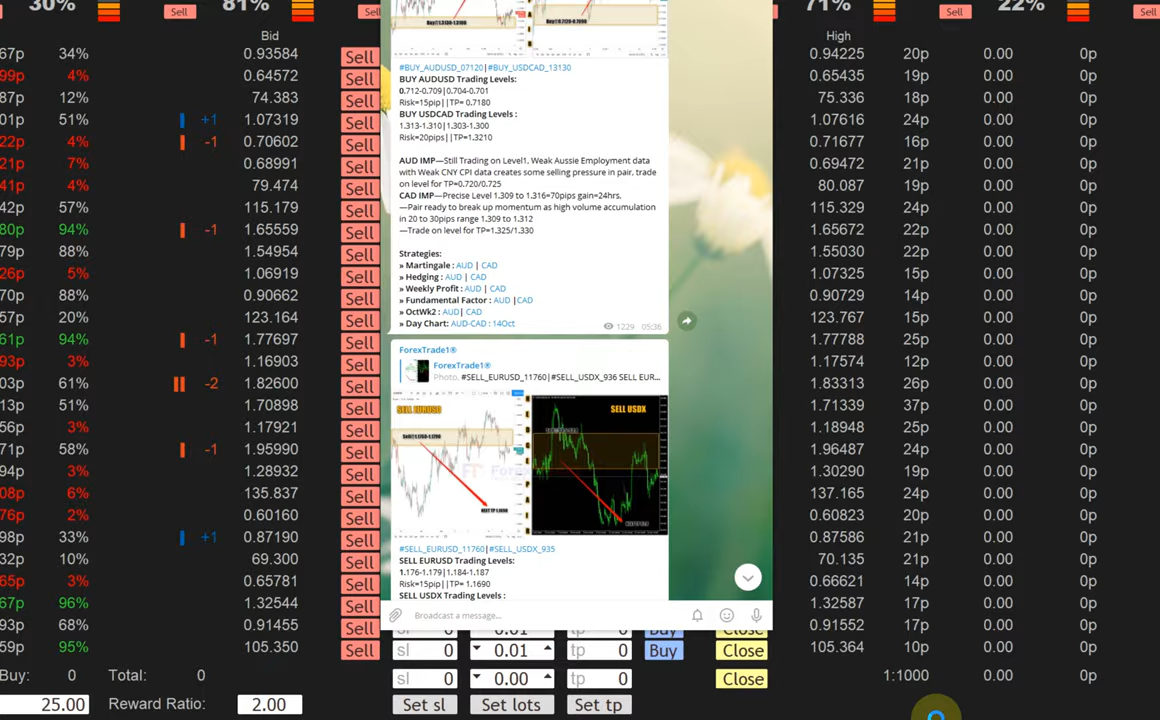 30%
Sell
81%
Sell
Sell
71%
Sell
22%
Sell
Bid
High
67p 34% 0.93584 Sell 0.94225 20p 0.00 0p
99p 4% 0.64572 Sell 0.65435 19p 0.00 0p
87p 12% 74.383 Sell 75.336 18p 0.00 0p
01p 51% +1 1.07319 Sell 1.07616 24p 0.00 0p
22p 4% -1 0.70602 Sell 0.71677 16p 0.00 0p
21p 7% 0.68991 Sell 0.69472 21p 0.00 0p
41p 4% 79.474 Sell 80.087 19p 0.00 0p
42p 57% 115.179 Sell 115.329 24p 0.00 0p
80p 94% -1 1.65559 Sell 1.65672 22p 0.00 0p
79p 88% 1.54954 Sell 1.55030 22p 0.00 0p
26p 5% 1.06919 Sell 1.07325 15p 0.00 0p
70p 88% 0.90662 Sell 0.90729 14p 0.00 0p
57p 20% 123.164 Sell 123.767 15p 0.00 0p
61p 94% -1 1.77697 Sell 1.77788 25p 0.00 0p
93p 3% 1.16903 Sell 1.17574 12p 0.00 0p
03p 61% -2 1.82600 Sell 1.83313 26p 0.00 0p
13p 51% 1.70898 Sell 1.71339 37p 0.00 0p
56p 3% 1.17921 Sell 1.18948 25p 0.00 0p
71p 58% -1 1.95990 Sell 1.96487 24p 0.00 0p
94p 3% 1.28932 Sell 1.30290 19p 0.00 0p
08p 6% 135.837 Sell 137.165 24p 0.00 0p
76p 2% 0.60160 Sell 0.60823 20p 0.00 0p
98p 33% +1 0.87190 Sell 0.87586 21p 0.00 0p
32p 10% 69.300 Sell 70.135 21p 0.00 0p
65p 3% 0.65781 Sell 0.66621 14p 0.00 0p
67p 96% 1.32544 Sell 1.32587 17p 0.00 0p
93p 68% 0.91455 Sell sl 0 0.01 tp 0 Buy Close 0.91552 17p 0.00 0p
59p 95% 105.350 Sell sl 0 0.01 tp 0 Buy Close 105.364 10p 0.00 0p
Buy: 0 Total: 0 sl 0 0.00 tp 0 Close 1:1000 0.00 0p
25.00 Reward Ratio: 2.00 Set sl Set lots Set tp
#BUY_AUDUSD_07120|#BUY_USDCAD_13130
BUY AUDUSD Trading Levels:
0.712-0.709|0.704-0.701
Risk=15pip||TP= 0.7180
BUY USDCAD Trading Levels :
1.313-1.310|1.303-1.300
Risk=20pips||TP=1.3210
AUD IMP—Still Trading on Level1, Weak Aussie Employment data
with Weak CNY CPI data creates some selling pressure in pair, trade
on level for TP=0.720/0.725
CAD IMP—Precise Level 1.309 to 1.316=70pips gain=24hrs,
—Pair ready to break up momentum as high volume accumulation
in 20 to 30pips range 1.309 to 1.312
—Trade on level for TP=1.325/1.330
Strategies:
» Martingale : AUD | CAD
» Hedging : AUD | CAD
» Weekly Profit : AUD | CAD
» Fundamental Factor : AUD |CAD
» OctWk2 : AUD| CAD
» Day Chart: AUD-CAD : 14Oct
1229 05:36
ForexTrade1®
ForexTrade1®
Photo, #SELL_EURUSD_11760|#SELL_USDX_936 SELL EUR...
SELL EURUSD
SELL USDX
#SELL_EURUSD_11760|#SELL_USDX_935
SELL EURUSD Trading Levels:
1.176-1.179|1.184-1.187
Risk=15pip||TP= 1.1690
SELL USDX Trading Levels :
Broadcast a message...